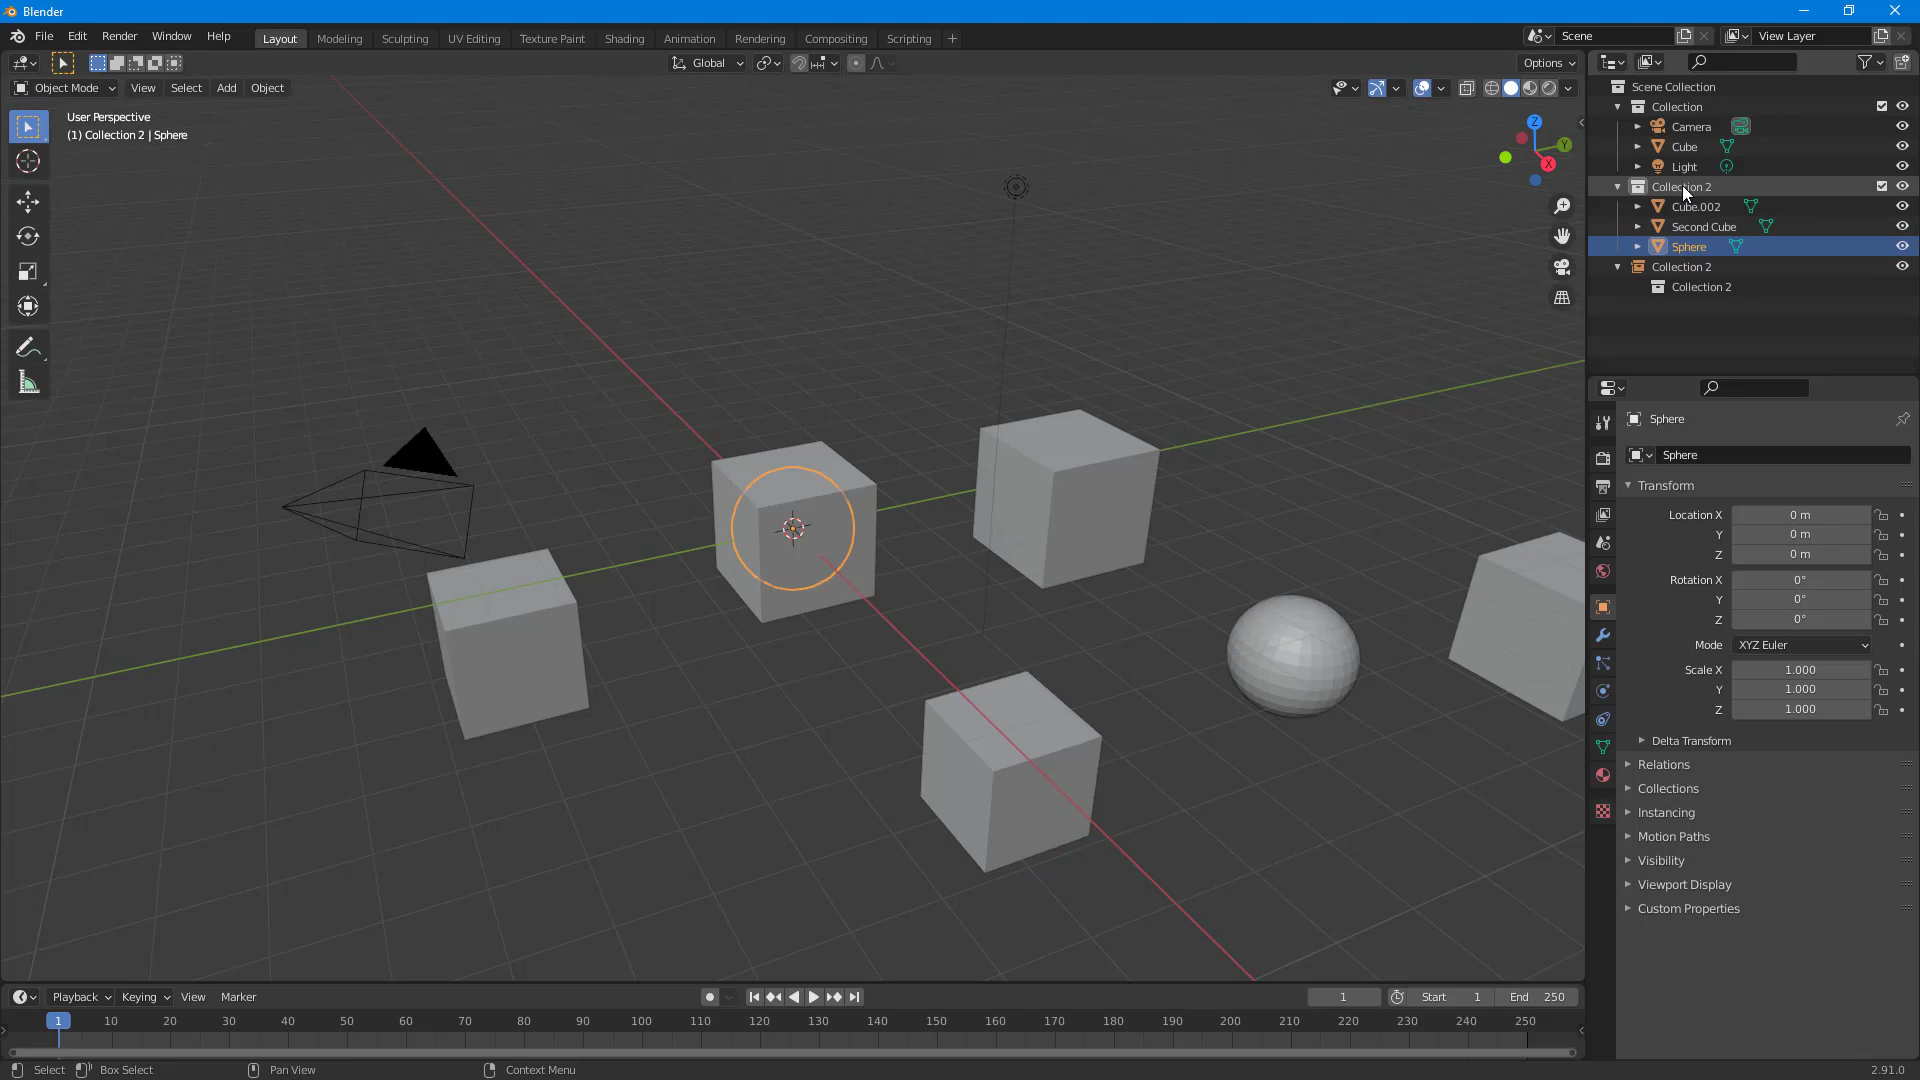 Blender
File Edit Render Window Help Layout Modeling Sculpting UV Editing Texture Paint Shading Animation Rendering Compositing Scripting + Scene View Layer
Global Options
Object Mode View Select Add Object
User Perspective
(1) Collection 2 | Sphere
Z
Y
X
Scene Collection
Collection
Camera
Cube
Light
Collection 2
Cube.002
Second Cube
Sphere
Collection 2
Collection 2
Sphere
Sphere
Transform
Location X 0 m
Y 0 m
Z 0 m
Rotation X 0°
Y 0°
Z 0°
Mode XYZ Euler
Scale X 1.000
Y 1.000
Z 1.000
Delta Transform
Relations
Collections
Instancing
Motion Paths
Visibility
Viewport Display
Custom Properties
Playback Keying View Marker 1 Start 1 End 250
1 10 20 30 40 50 60 70 80 90 100 110 120 130 140 150 160 170 180 190 200 210 220 230 240 250
Select Box Select Pan View Context Menu 2.91.0